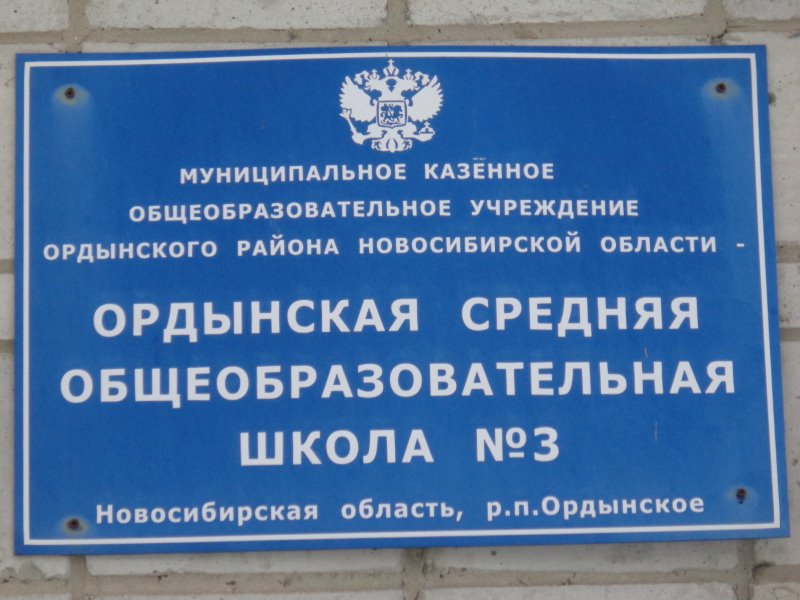 МУНИЦИПАЛЬНОЕ КАЗЁННОЕ
ОБЩЕОБРАЗОВАТЕЛЬНОЕ УЧРЕЖДЕНИЕ
ОРДЫНСКОГО РАЙОНА НОВОСИБИРСКОЙ ОБЛАСТИ -
ОРДЫНСКАЯ СРЕДНЯЯ
ОБЩЕОБРАЗОВАТЕЛЬНАЯ
ШКОЛА №3
Новосибирская область, р.п.Ордынское